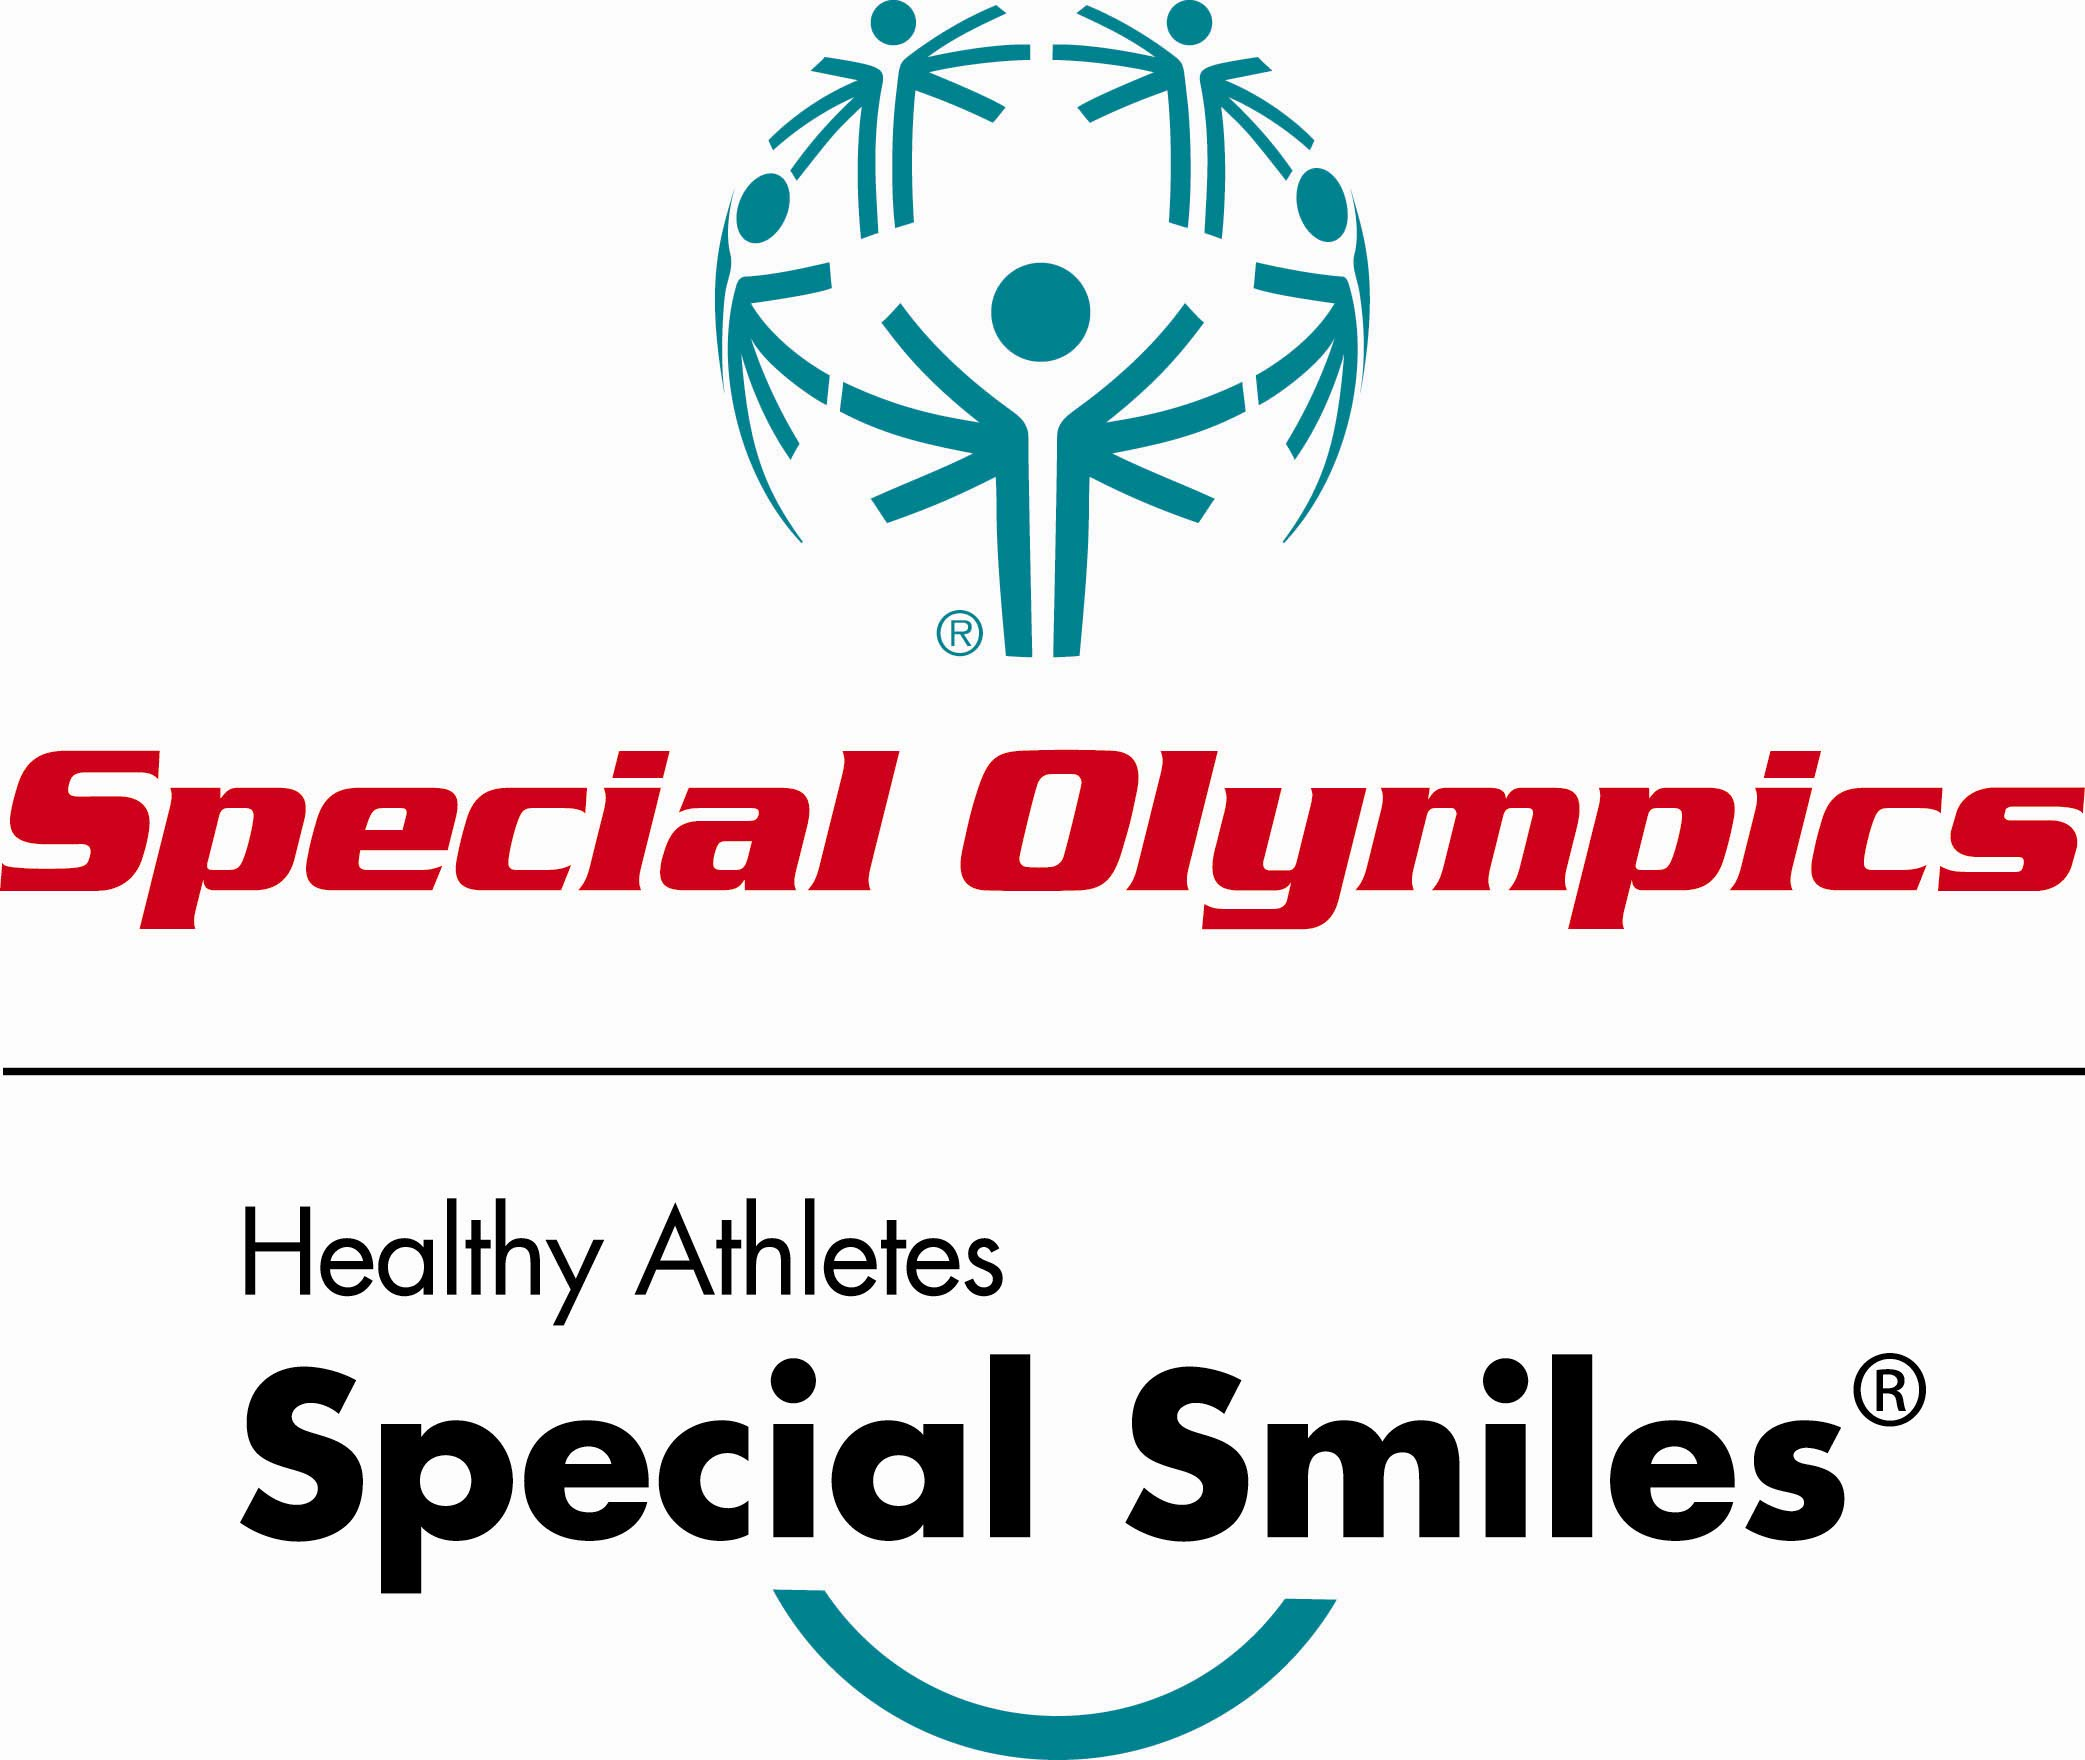 ®
Special Olympics
Healthy Athletes
Special Smiles®